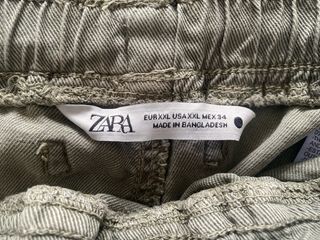 ZARA
EUR XXL USA XXL MEX 34
MADE IN BANGLADESH